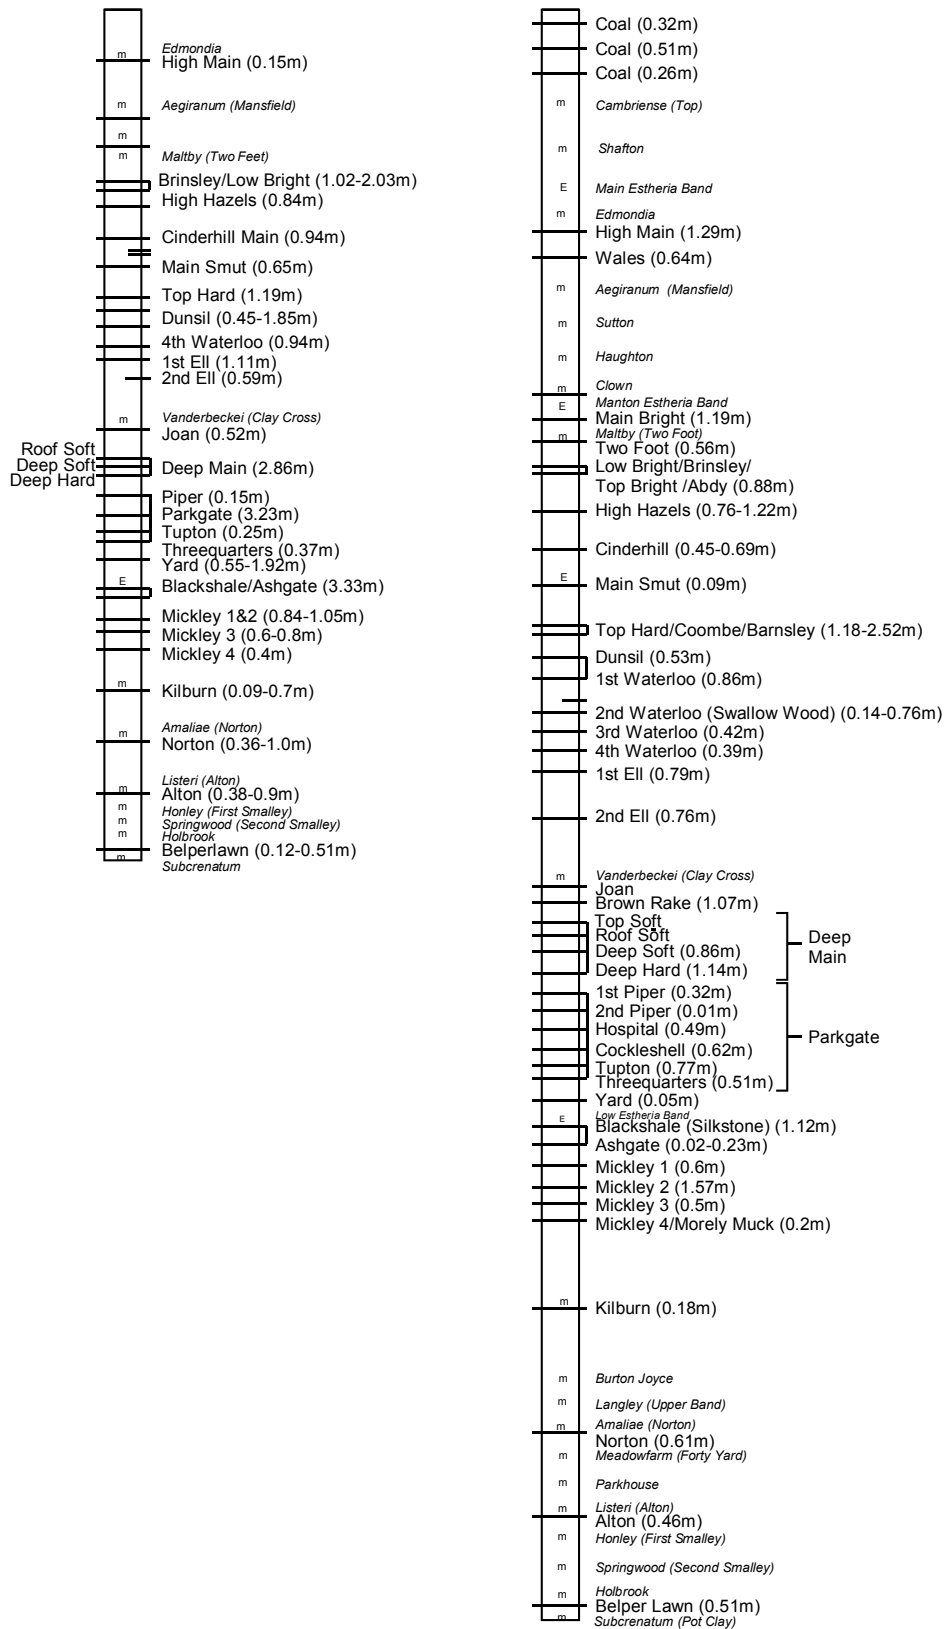 m
Edmondia
High Main (0.15m)
m
Aegiranum (Mansfield)
m
m
Maltby (Two Feet)
Brinsley/Low Bright (1.02-2.03m)
High Hazels (0.84m)
Cinderhill Main (0.94m)
Main Smut (0.65m)
Top Hard (1.19m)
Dunsil (0.45-1.85m)
4th Waterloo (0.94m)
1st Ell (1.11m)
2nd Ell (0.59m)
m
Vanderbeckei (Clay Cross)
Joan (0.52m)
Roof Soft
Deep Soft
Deep Hard
Deep Main (2.86m)
Piper (0.15m)
Parkgate (3.23m)
Tupton (0.25m)
Threequarters (0.37m)
Yard (0.55-1.92m)
E
Blackshale/Ashgate (3.33m)
Mickley 1&2 (0.84-1.05m)
Mickley 3 (0.6-0.8m)
Mickley 4 (0.4m)
m
Kilburn (0.09-0.7m)
m
Amaliae (Norton)
Norton (0.36-1.0m)
m
Listeri (Alton)
Alton (0.38-0.9m)
m
Honley (First Smalley)
m
Springwood (Second Smalley)
m
Holbrook
Belperlawn (0.12-0.51m)
m
Subcrenatum
Coal (0.32m)
Coal (0.51m)
Coal (0.26m)
m
Cambriense (Top)
m
Shafton
E
Main Estheria Band
m
Edmondia
High Main (1.29m)
Wales (0.64m)
m
Aegiranum (Mansfield)
m
Sutton
m
Haughton
m
Clown
E
Manton Estheria Band
Main Bright (1.19m)
m
Maltby (Two Foot)
Two Foot (0.56m)
Low Bright/Brinsley/
Top Bright /Abdy (0.88m)
High Hazels (0.76-1.22m)
Cinderhill (0.45-0.69m)
E
Main Smut (0.09m)
Top Hard/Coombe/Barnsley (1.18-2.52m)
Dunsil (0.53m)
1st Waterloo (0.86m)
2nd Waterloo (Swallow Wood) (0.14-0.76m)
3rd Waterloo (0.42m)
4th Waterloo (0.39m)
1st Ell (0.79m)
2nd Ell (0.76m)
m
Vanderbeckei (Clay Cross)
Joan
Brown Rake (1.07m)
Top Soft
Roof Soft
Deep Soft (0.86m)
Deep Hard (1.14m)
Deep
Main
1st Piper (0.32m)
2nd Piper (0.01m)
Hospital (0.49m)
Cockleshell (0.62m)
Tupton (0.77m)
Threequarters (0.51m)
Parkgate
Yard (0.05m)
E
Low Estheria Band
Blackshale (Silkstone) (1.12m)
Ashgate (0.02-0.23m)
Mickley 1 (0.6m)
Mickley 2 (1.57m)
Mickley 3 (0.5m)
Mickley 4/Morely Muck (0.2m)
m
Kilburn (0.18m)
m
Burton Joyce
m
Langley (Upper Band)
m
Amaliae (Norton)
Norton (0.61m)
m
Meadowfarm (Forty Yard)
m
Parkhouse
m
Listeri (Alton)
Alton (0.46m)
m
Honley (First Smalley)
m
Springwood (Second Smalley)
m
Holbrook
Belper Lawn (0.51m)
m
Subcrenatum (Pot Clay)